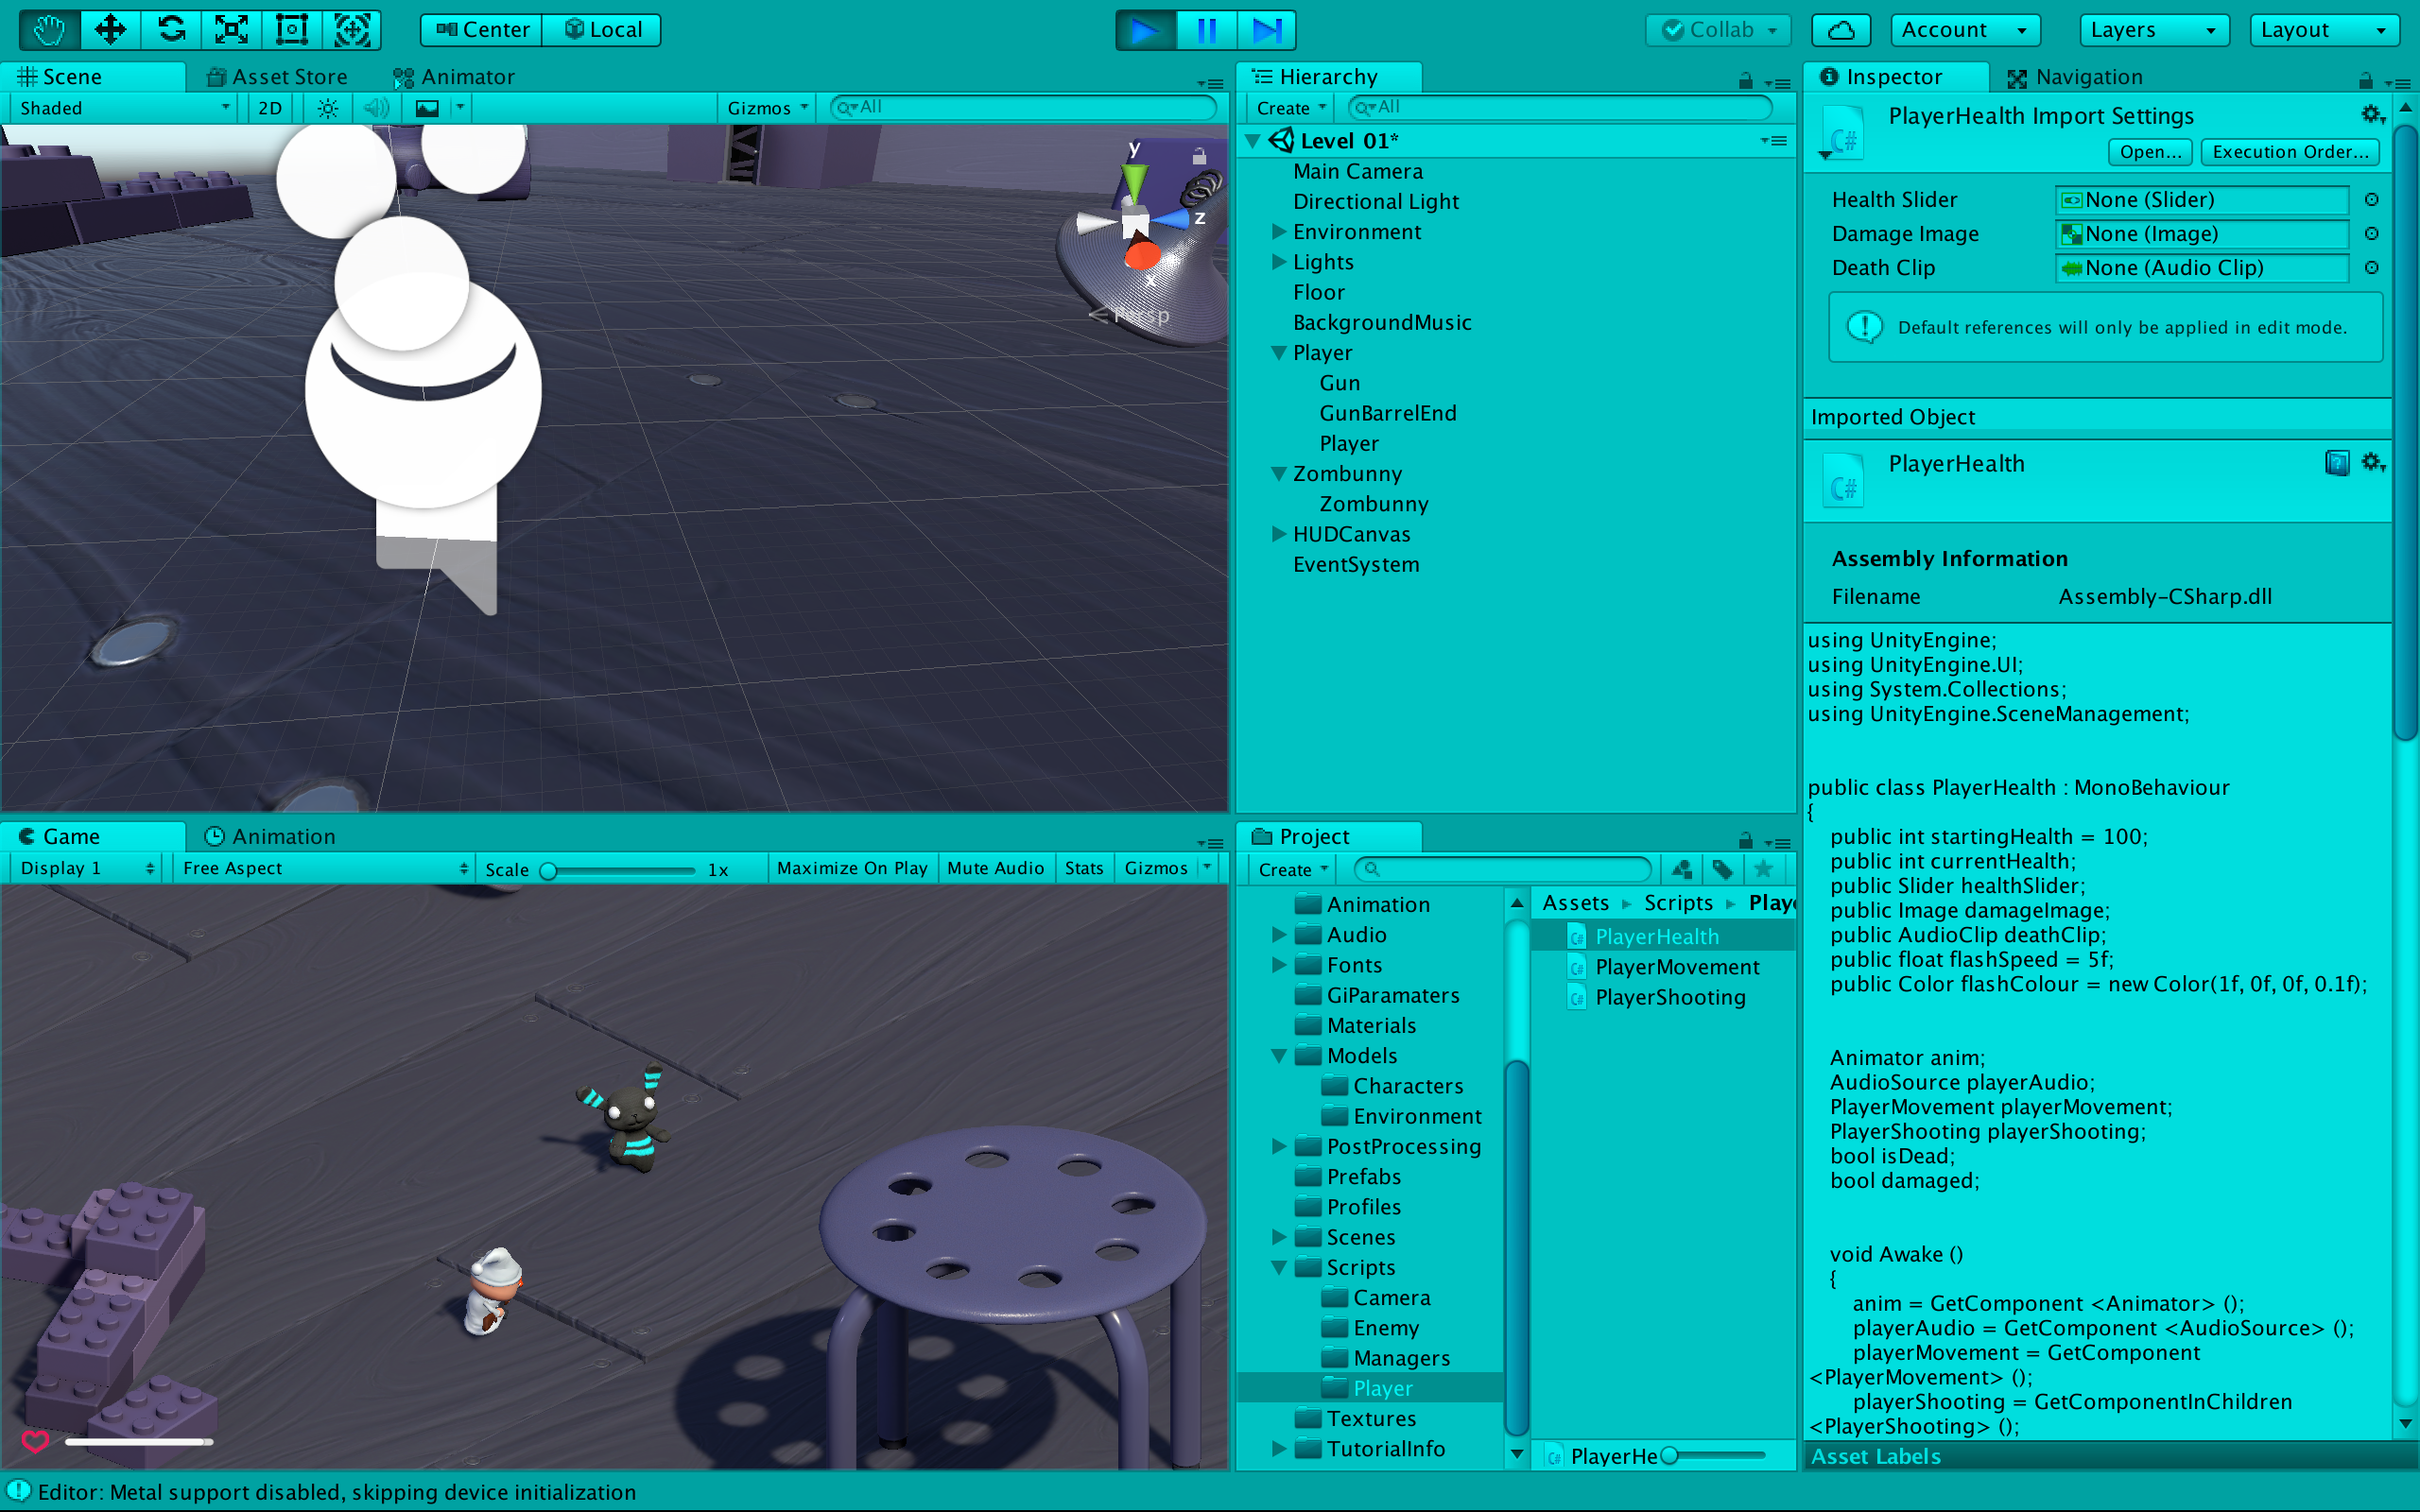 Center Local
Collab
Account
Layers
Layout
Scene Asset Store Animator
Shaded 2D Gizmos All
y
z
x
Persp
Game Animation
Display 1 Free Aspect Scale 1x Maximize On Play Mute Audio Stats Gizmos
Hierarchy
Create All
Level 01*
Main Camera
Directional Light
Environment
Lights
Floor
BackgroundMusic
Player
Gun
GunBarrelEnd
Player
Zombunny
Zombunny
HUDCanvas
EventSystem
Project
Create
Animation
Audio
Fonts
GiParamaters
Materials
Models
Characters
Environment
PostProcessing
Prefabs
Profiles
Scenes
Scripts
Camera
Enemy
Managers
Player
Textures
TutorialInfo
Assets Scripts Playe
C# PlayerHealth
C# PlayerMovement
C# PlayerShooting
C# PlayerHe
Inspector Navigation
C# PlayerHealth Import Settings
Open... Execution Order...
Health Slider None (Slider)
Damage Image None (Image)
Death Clip None (Audio Clip)
Default references will only be applied in edit mode.
Imported Object
C# PlayerHealth
Assembly Information
Filename Assembly-CSharp.dll
using UnityEngine;
using UnityEngine.UI;
using System.Collections;
using UnityEngine.SceneManagement;
public class PlayerHealth : MonoBehaviour
{
public int startingHealth = 100;
public int currentHealth;
public Slider healthSlider;
public Image damageImage;
public AudioClip deathClip;
public float flashSpeed = 5f;
public Color flashColour = new Color(1f, 0f, 0f, 0.1f);
Animator anim;
AudioSource playerAudio;
PlayerMovement playerMovement;
PlayerShooting playerShooting;
bool isDead;
bool damaged;
void Awake ()
{
anim = GetComponent <Animator> ();
playerAudio = GetComponent <AudioSource> ();
playerMovement = GetComponent
<PlayerMovement> ();
playerShooting = GetComponentInChildren
<PlayerShooting> ();
Asset Labels
Editor: Metal support disabled, skipping device initialization